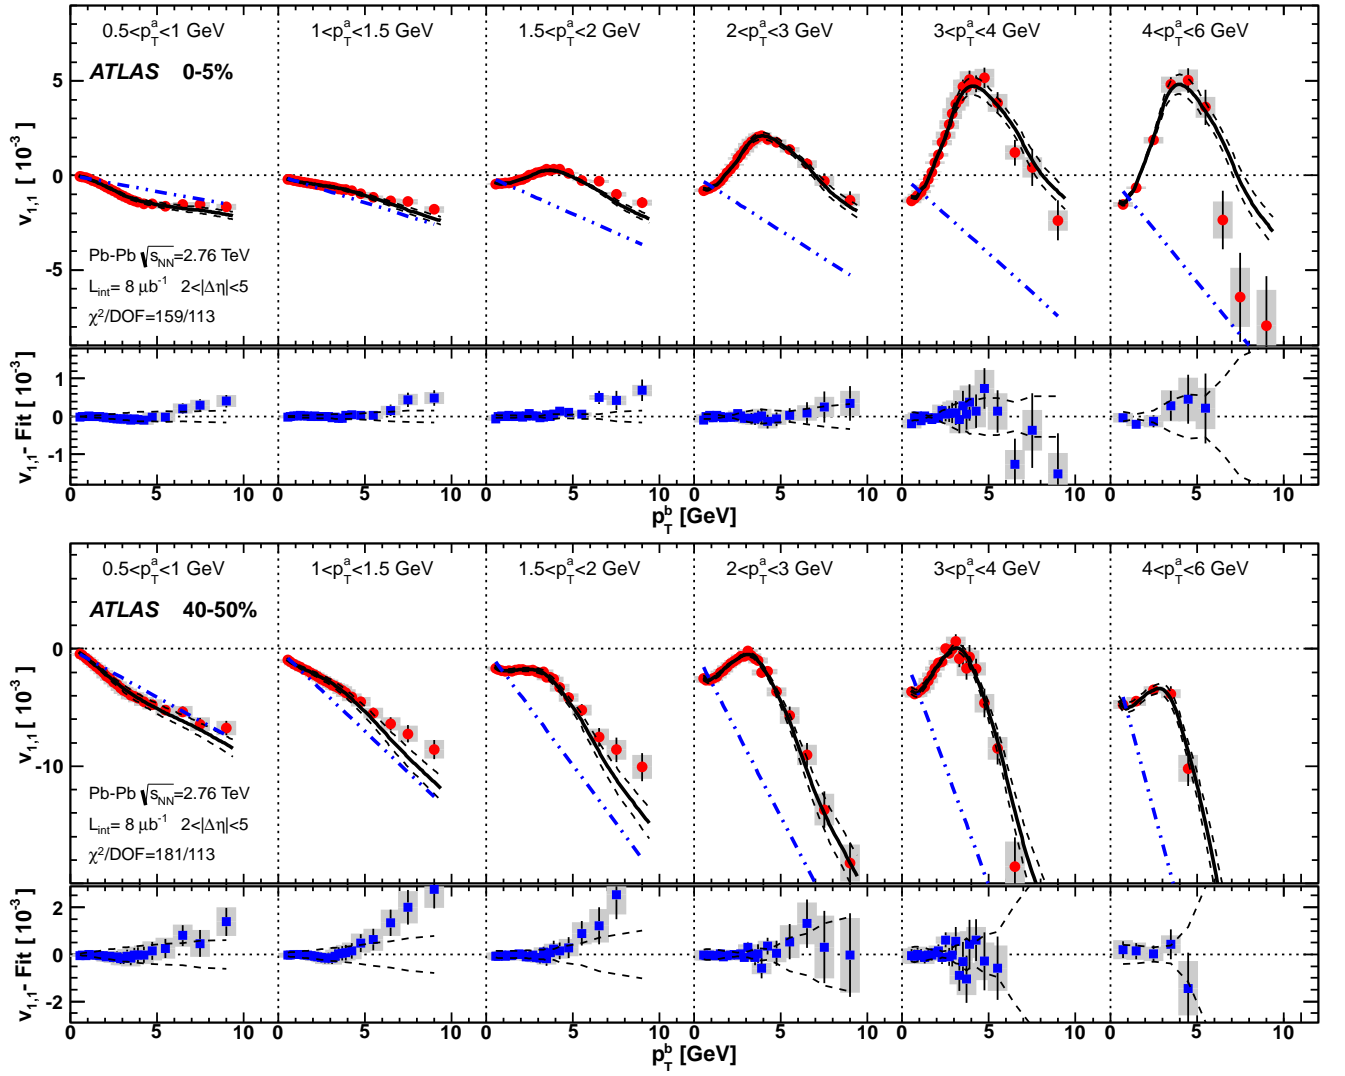 0.5<p_T^a<1 GeV 1<p_T^a<1.5 GeV 1.5<p_T^a<2 GeV 2<p_T^a<3 GeV 3<p_T^a<4 GeV 4<p_T^a<6 GeV
ATLAS 0-5%
v_{1,1} [10^{-3}]
5
0
-5
Pb-Pb √s_{NN}=2.76 TeV
L_{int}= 8 μb^{-1} 2<|Δη|<5
χ²/DOF=159/113
v_{1,1}- Fit [10^{-3}]
1
0
-1
0 5 10 0 5 10 0 5 10 0 5 10 0 5 10 0 5 10
p_T^b [GeV]
0.5<p_T^a<1 GeV 1<p_T^a<1.5 GeV 1.5<p_T^a<2 GeV 2<p_T^a<3 GeV 3<p_T^a<4 GeV 4<p_T^a<6 GeV
ATLAS 40-50%
v_{1,1} [10^{-3}]
0
-10
Pb-Pb √s_{NN}=2.76 TeV
L_{int}= 8 μb^{-1} 2<|Δη|<5
χ²/DOF=181/113
v_{1,1}- Fit [10^{-3}]
2
0
-2
0 5 10 0 5 10 0 5 10 0 5 10 0 5 10 0 5 10
p_T^b [GeV]